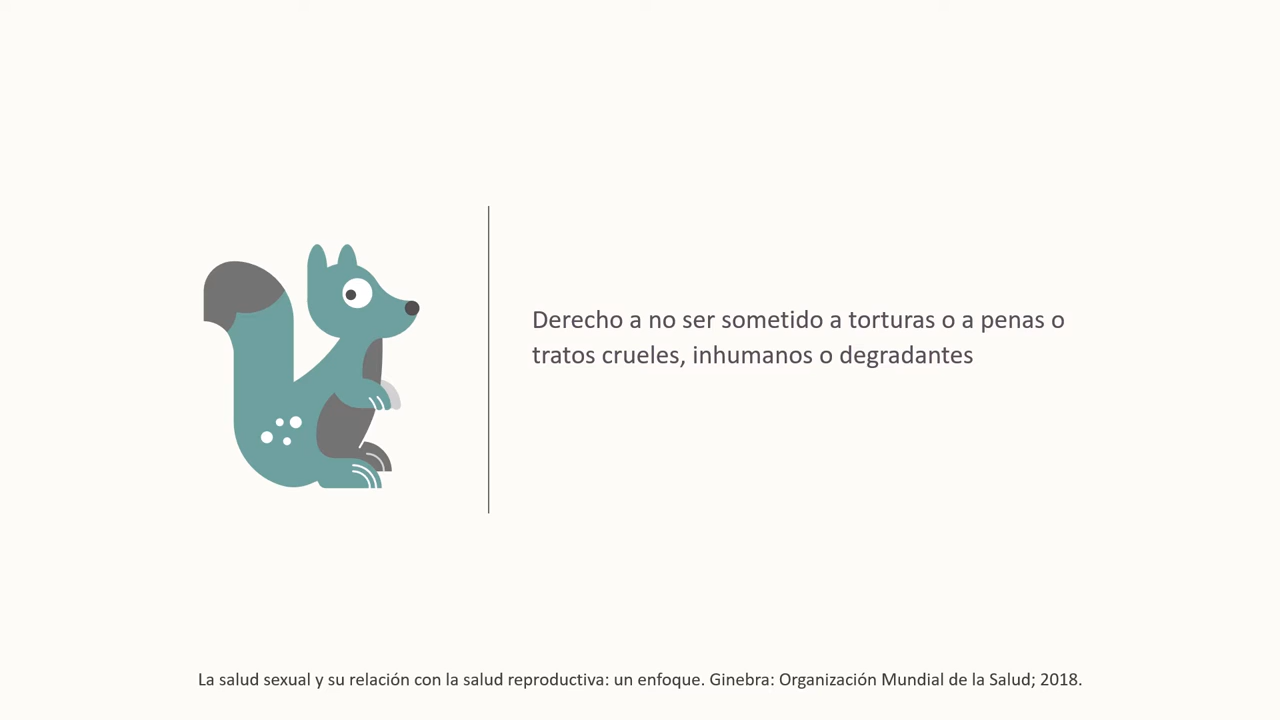 Derecho a no ser sometido a torturas o a penas o
tratos crueles, inhumanos o degradantes
La salud sexual y su relación con la salud reproductiva: un enfoque. Ginebra: Organización Mundial de la Salud; 2018.